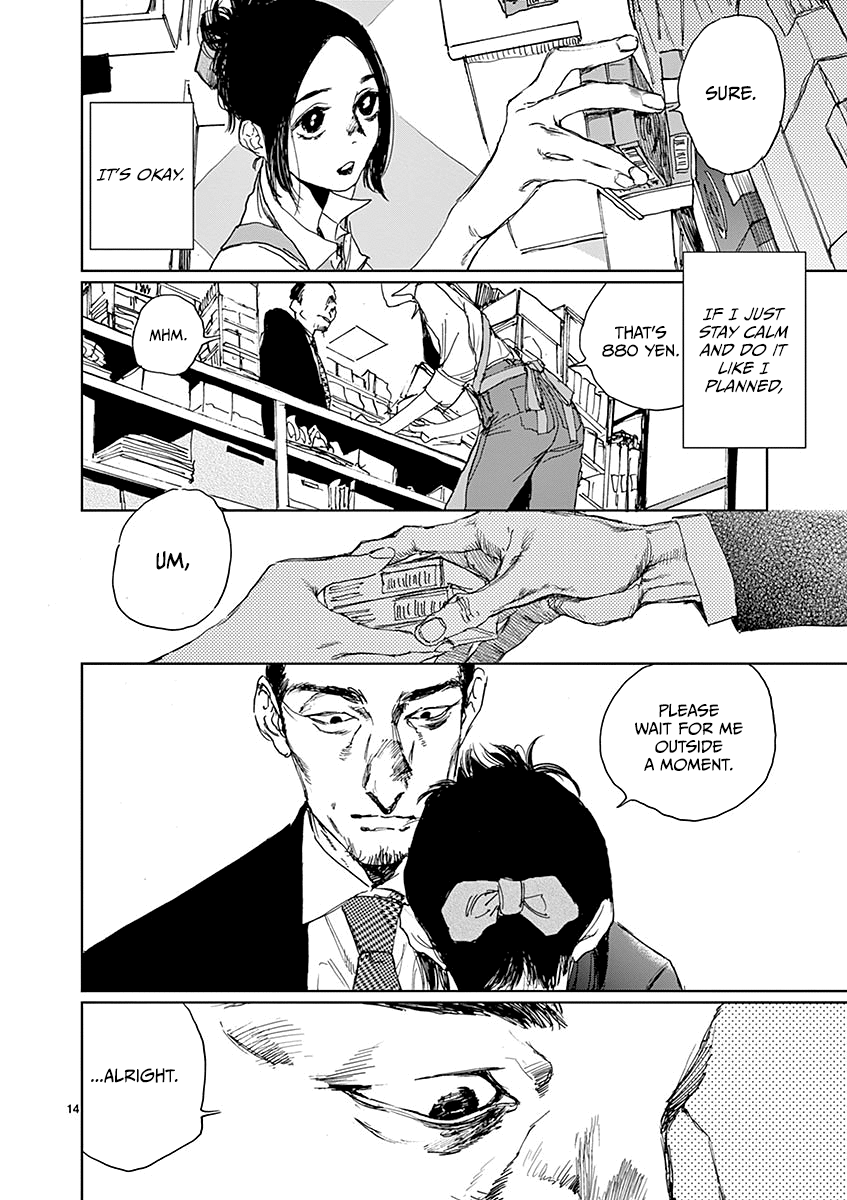 SURE.
IT'S OKAY.
IF I JUST
STAY CALM
AND DO IT
LIKE I
PLANNED,
THAT'S
880 YEN.
MHM.
UM,
PLEASE
WAIT FOR ME
OUTSIDE
A MOMENT.
...ALRIGHT.
14